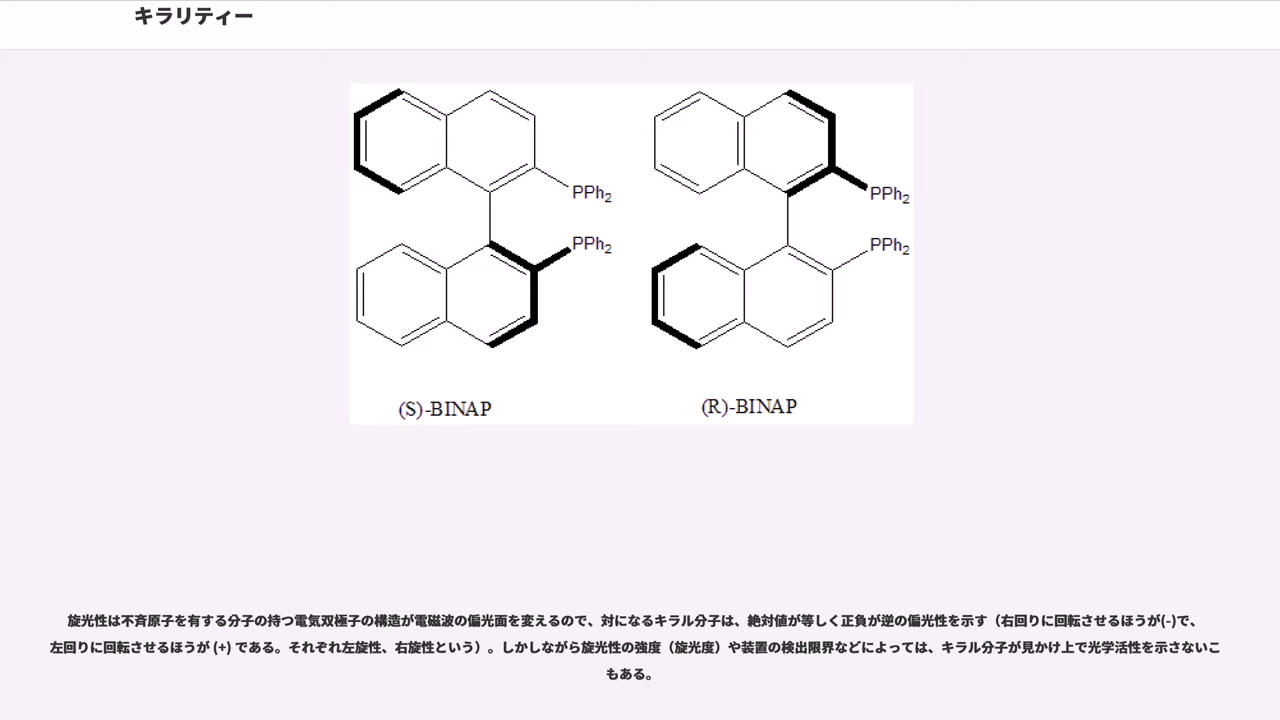 キラリティー
PPh2
PPh2
PPh2
PPh2
(S)-BINAP
(R)-BINAP
旋光性は不斉原子を有する分子の持つ電気双極子の構造が電磁波の偏光面を変えるので、対になるキラル分子は、絶対値が等しく正負が逆の偏光性を示す（右回りに回転させるほうが(-)で、
左回りに回転させるほうが (+) である。それぞれ左旋性、右旋性という）。しかしながら旋光性の強度（旋光度）や装置の検出限界などによっては、キラル分子が見かけ上で光学活性を示さないこ
もある。